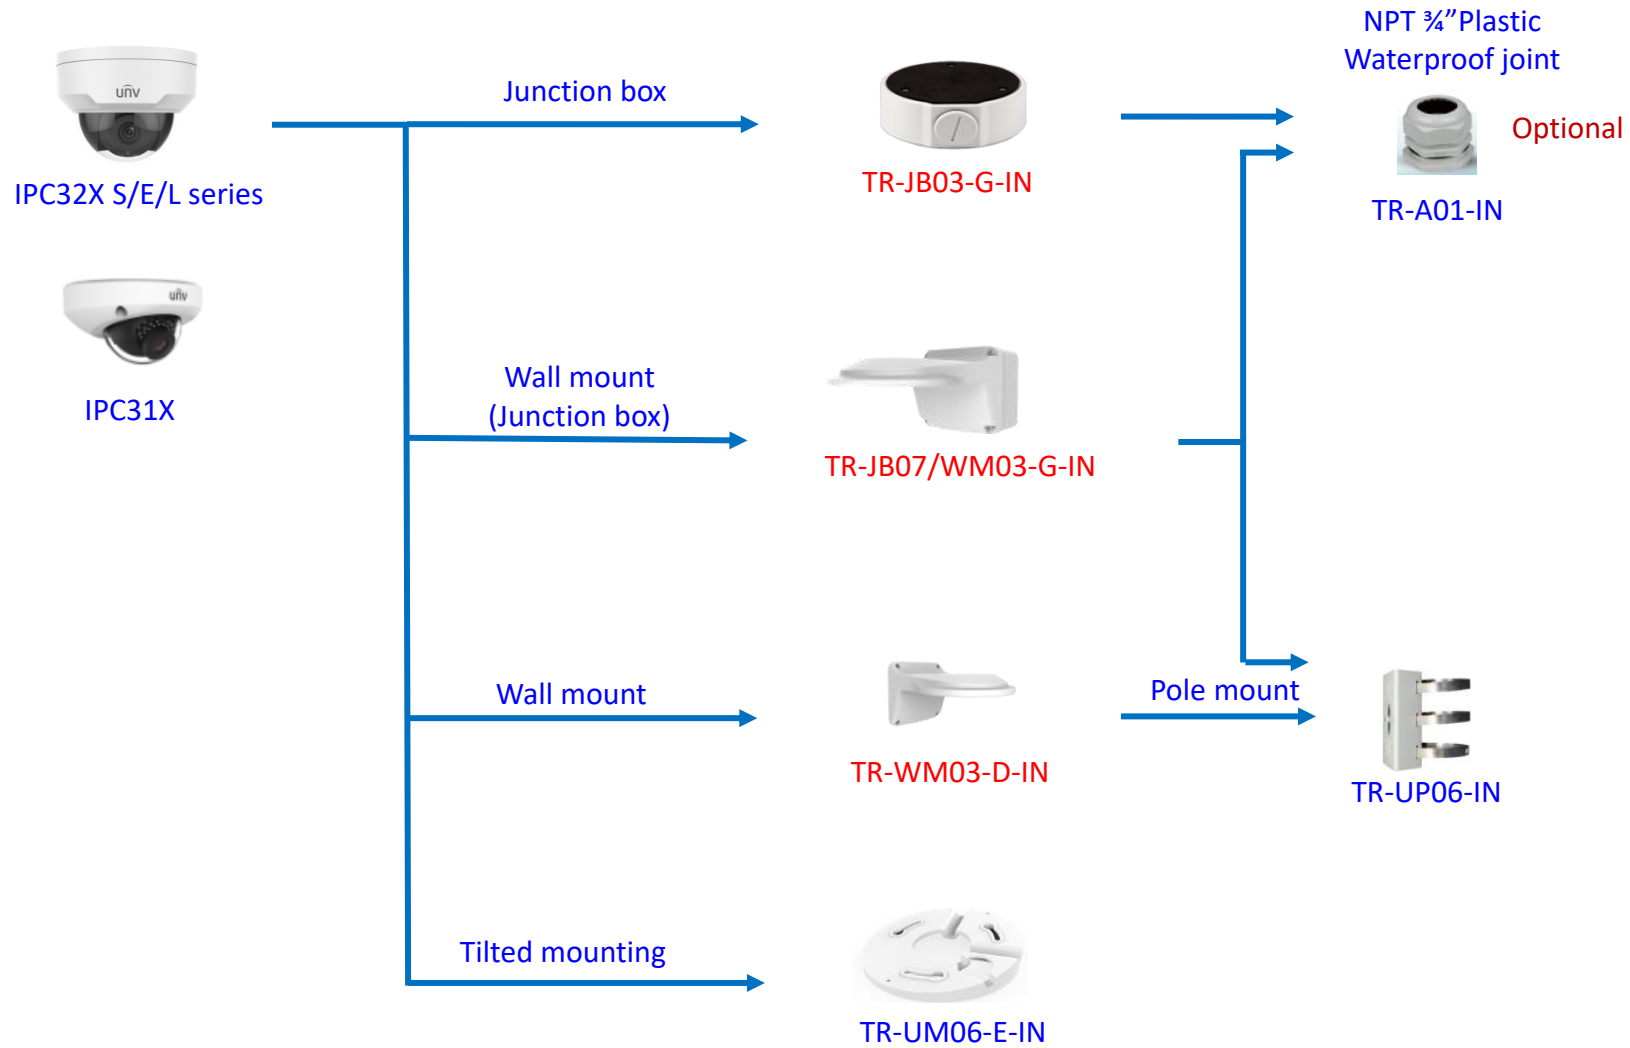 NPT ¾”Plastic
Waterproof joint
unv
Junction box
Optional
IPC32X S/E/L series
TR-JB03-G-IN
TR-A01-IN
unv
Wall mount
(Junction box)
IPC31X
TR-JB07/WM03-G-IN
Wall mount
Pole mount
TR-WM03-D-IN
TR-UP06-IN
Tilted mounting
TR-UM06-E-IN